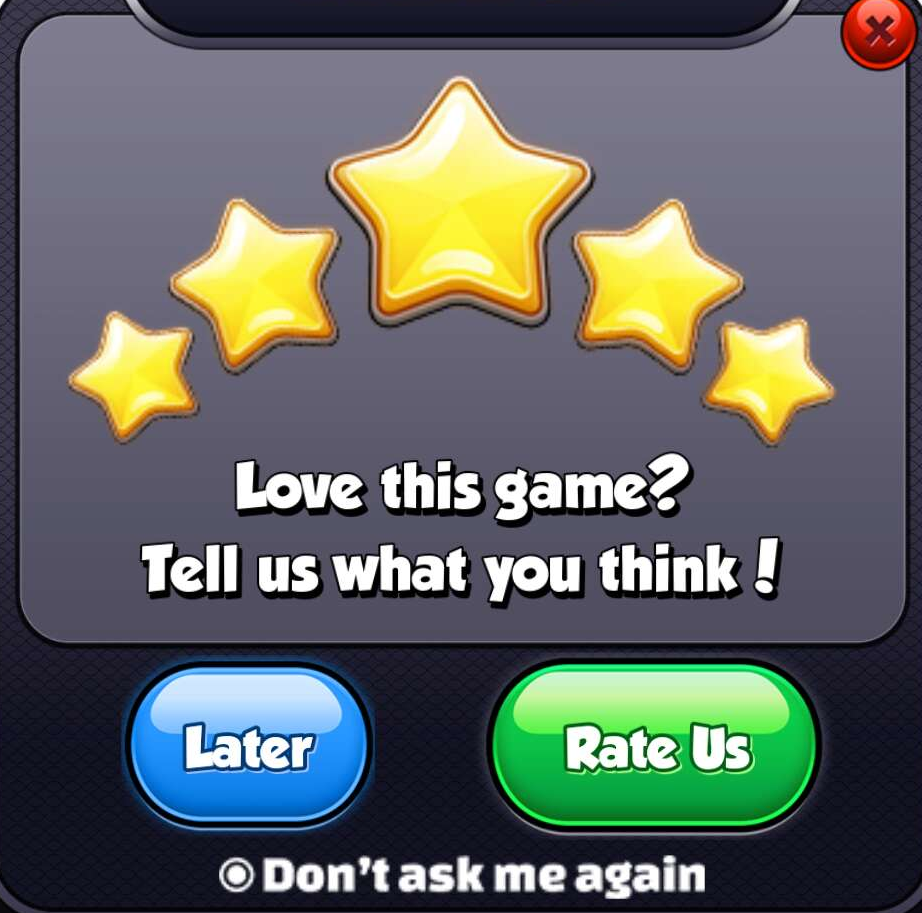 Love this game?
Tell us what you think!
Later
Rate Us
Don't ask me again